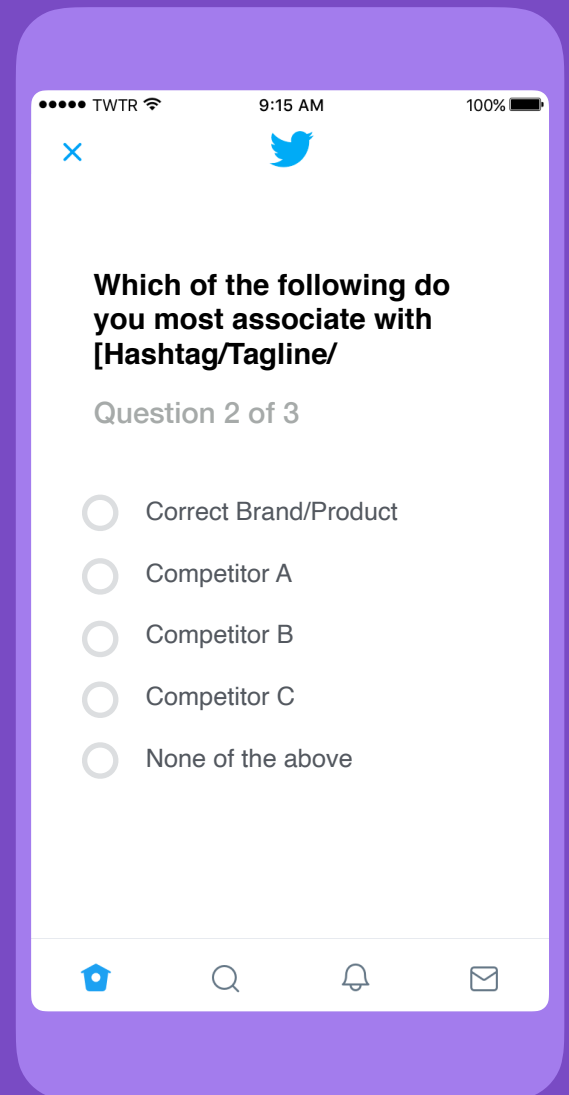 TWTR 9:15 AM 100%
Which of the following do
you most associate with
[Hashtag/Tagline/
Question 2 of 3
Correct Brand/Product
Competitor A
Competitor B
Competitor C
None of the above